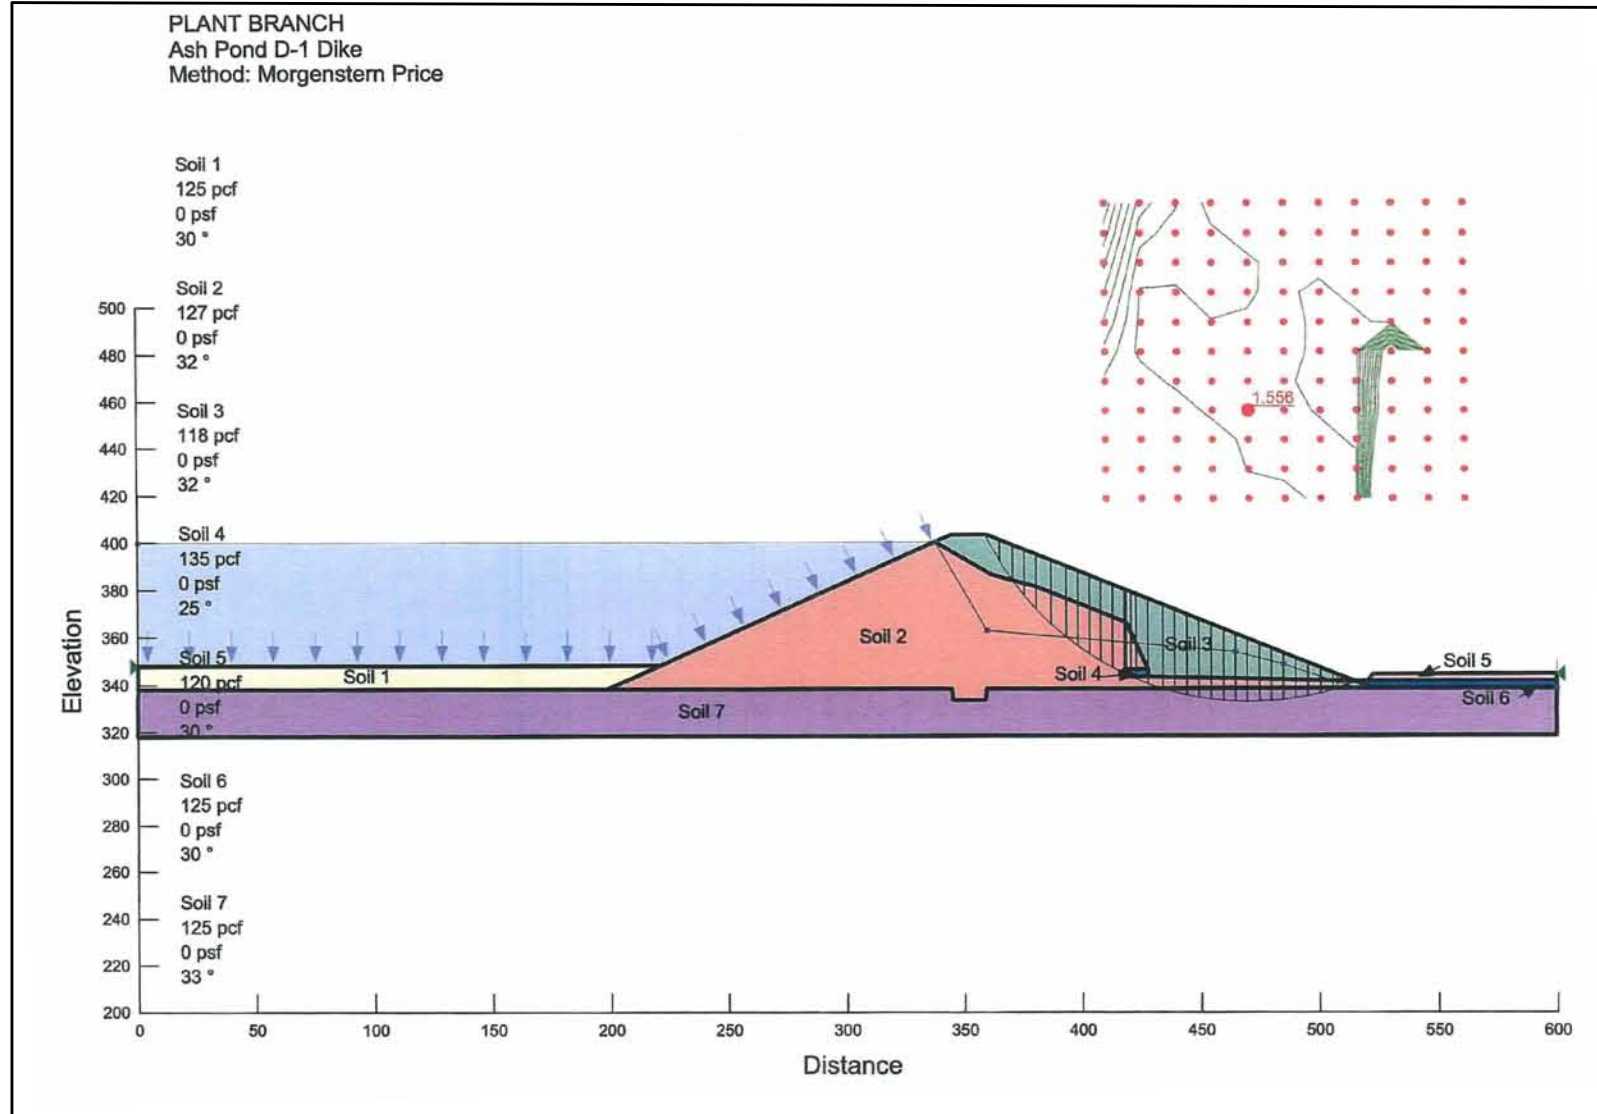 PLANT BRANCH
Ash Pond D-1 Dike
Method: Morgenstern Price
Soil 1
125 pcf
0 psf
30 °
Soil 2
127 pcf
0 psf
32 °
Soil 3
118 pcf
0 psf
32 °
Soil 4
135 pcf
0 psf
25 °
Soil 5
120 pcf
0 psf
30 °
Soil 6
125 pcf
0 psf
30 °
Soil 7
125 pcf
0 psf
33 °
1.556
500
480
460
440
420
400
380
360
340
320
300
280
260
240
220
200
Elevation
Soil 1
Soil 2
Soil 3
Soil 4
Soil 5
Soil 6
Soil 7
0 50 100 150 200 250 300 350 400 450 500 550 600
Distance